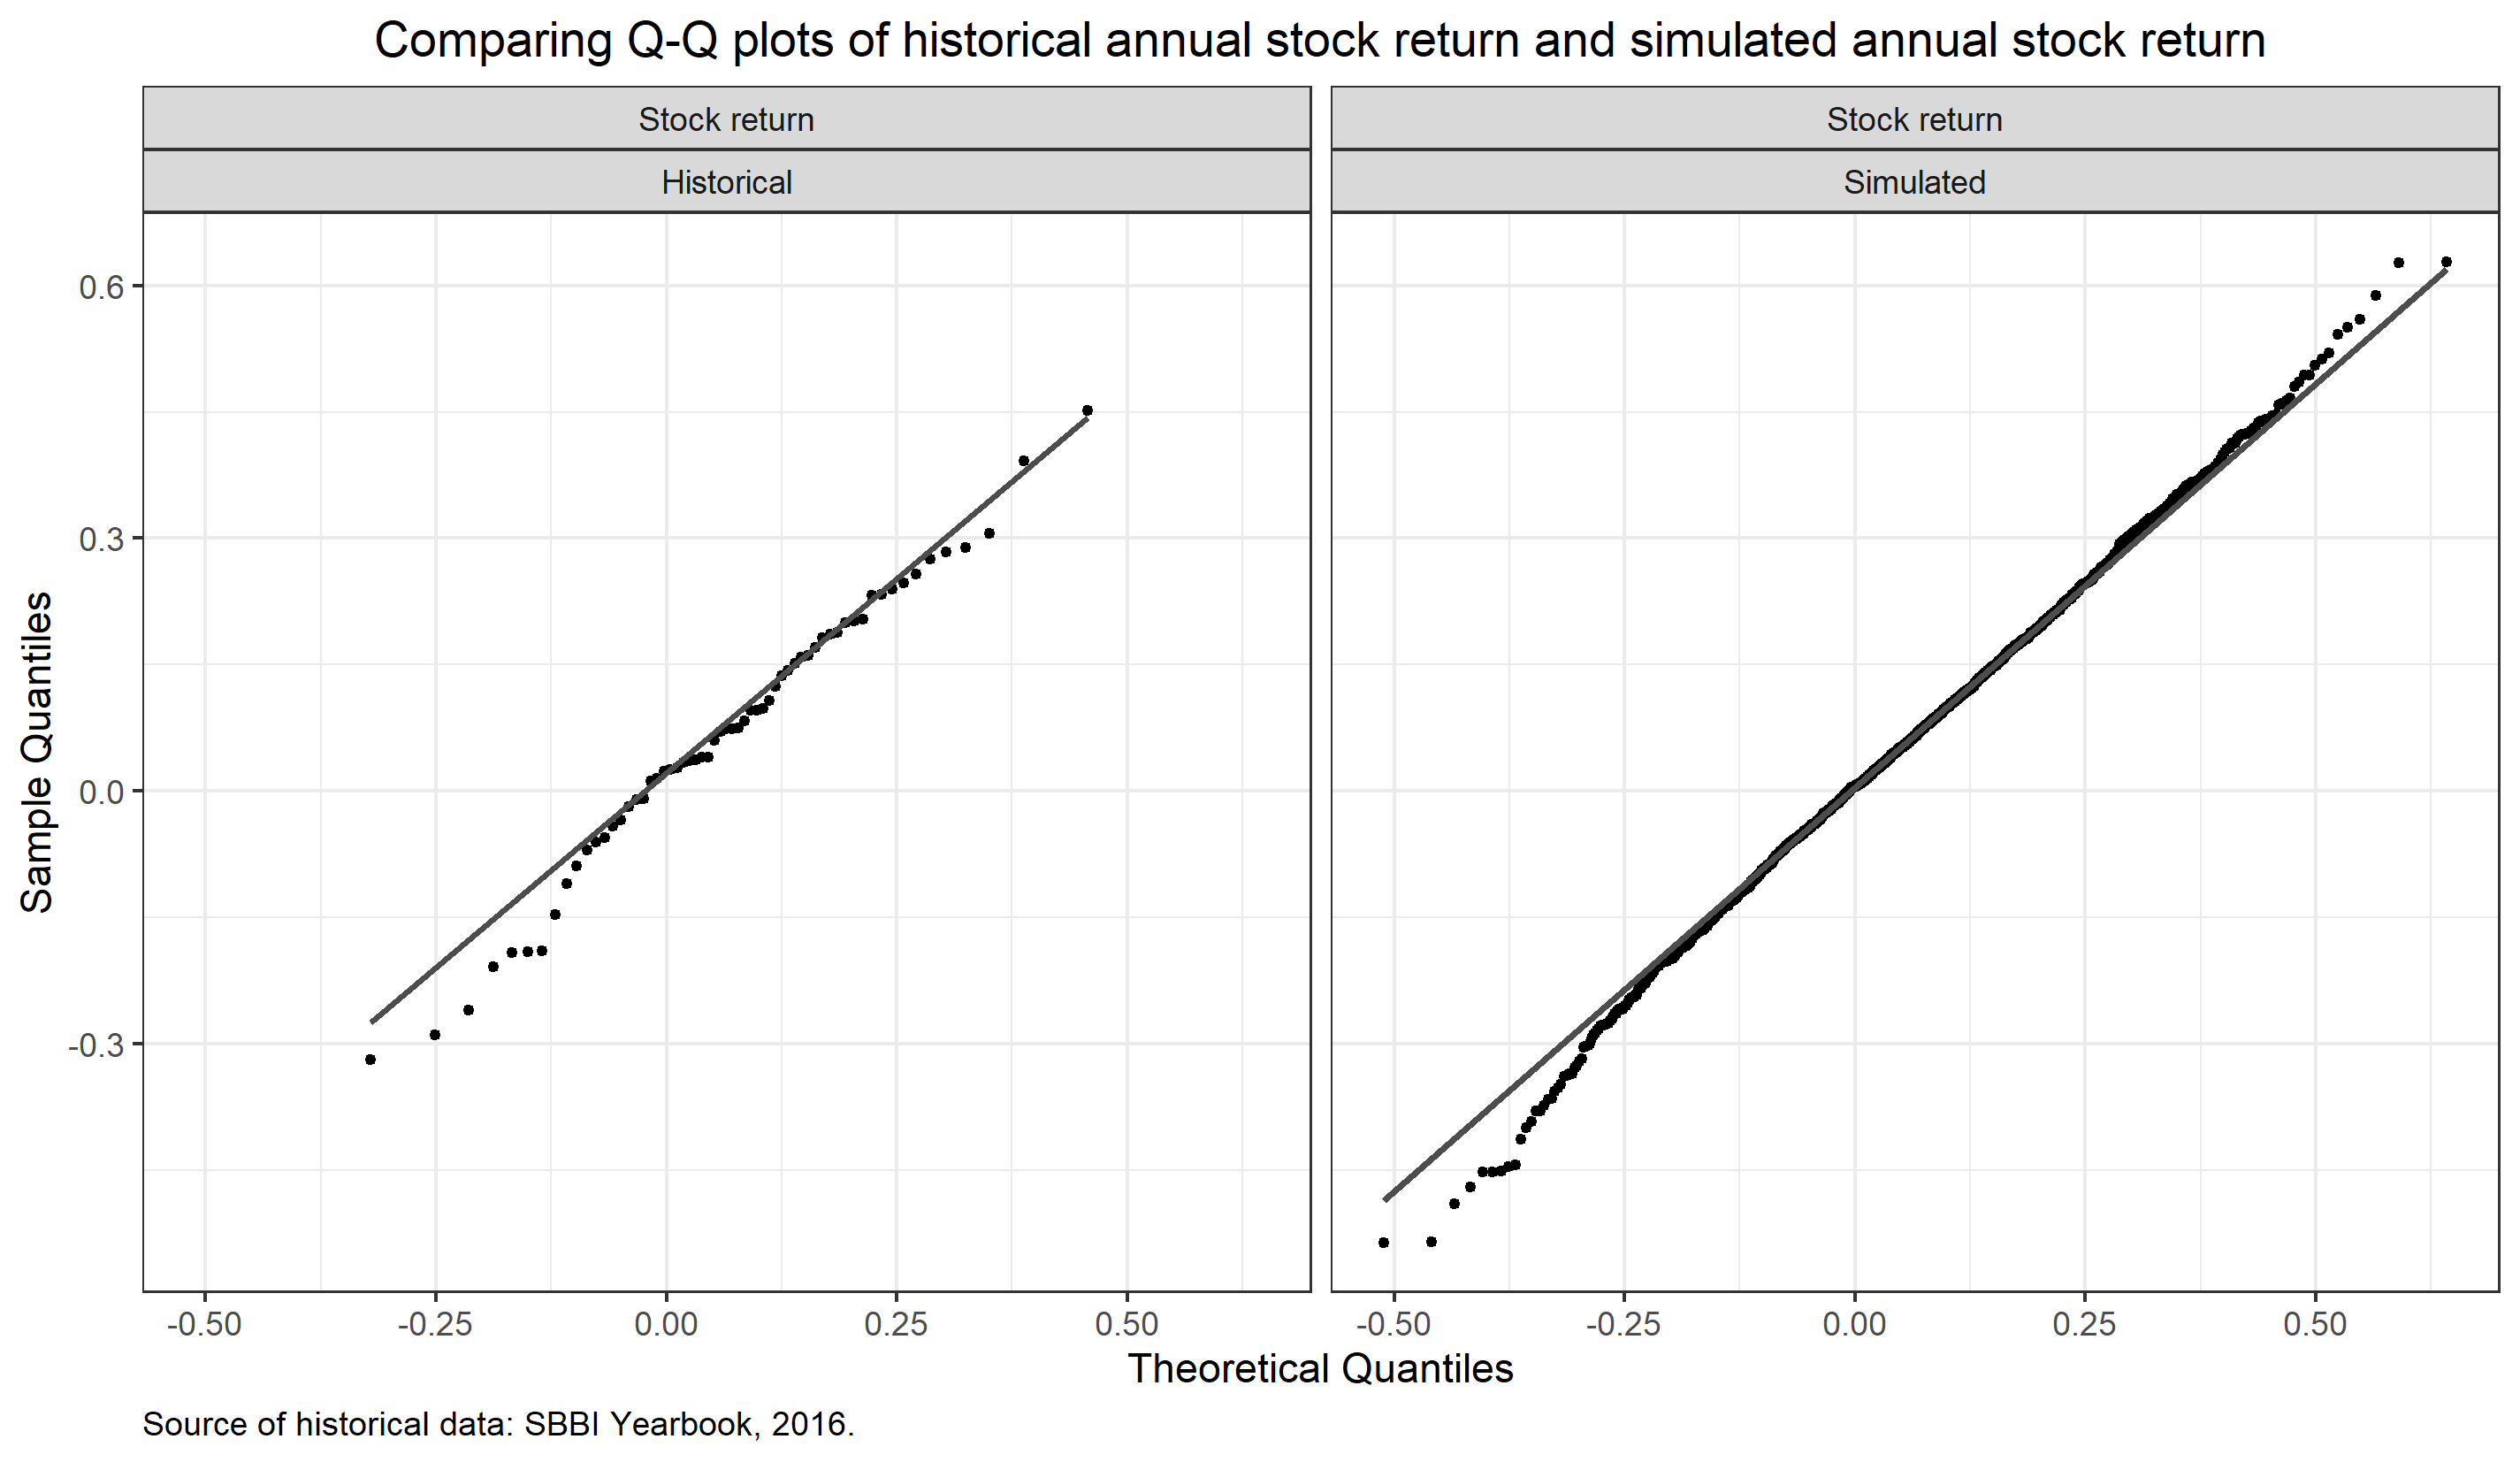 Comparing Q-Q plots of historical annual stock return and simulated annual stock return
Stock return
Historical
Stock return
Simulated
Sample Quantiles
0.6
0.3
0.0
-0.3
-0.50 -0.25 0.00 0.25 0.50
-0.50 -0.25 0.00 0.25 0.50
Theoretical Quantiles
Source of historical data: SBBI Yearbook, 2016.